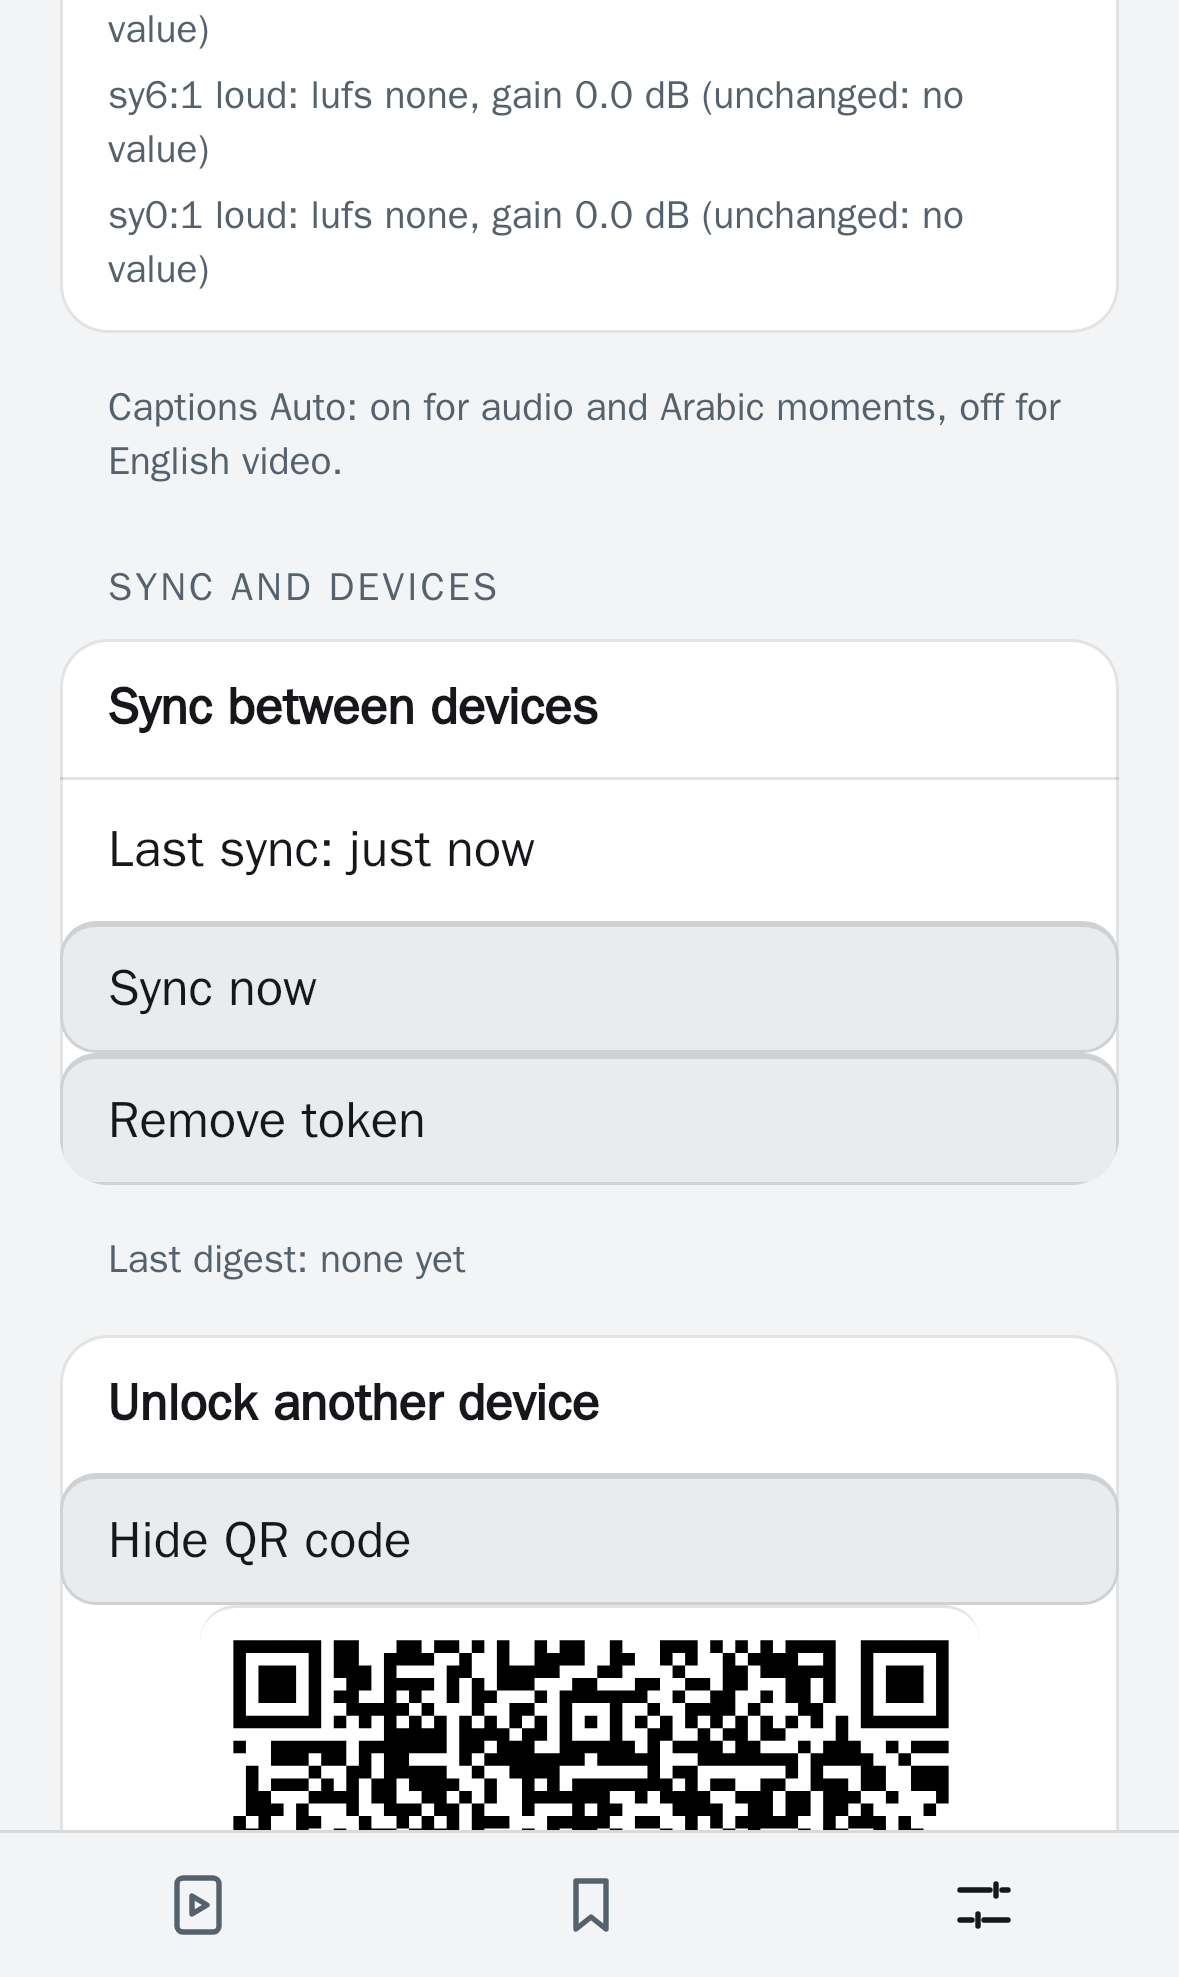 value)
sy6:1 loud: lufs none, gain 0.0 dB (unchanged: no
value)
sy0:1 loud: lufs none, gain 0.0 dB (unchanged: no
value)
Captions Auto: on for audio and Arabic moments, off for
English video.
SYNC AND DEVICES
Sync between devices
Last sync: just now
Sync now
Remove token
Last digest: none yet
Unlock another device
Hide QR code